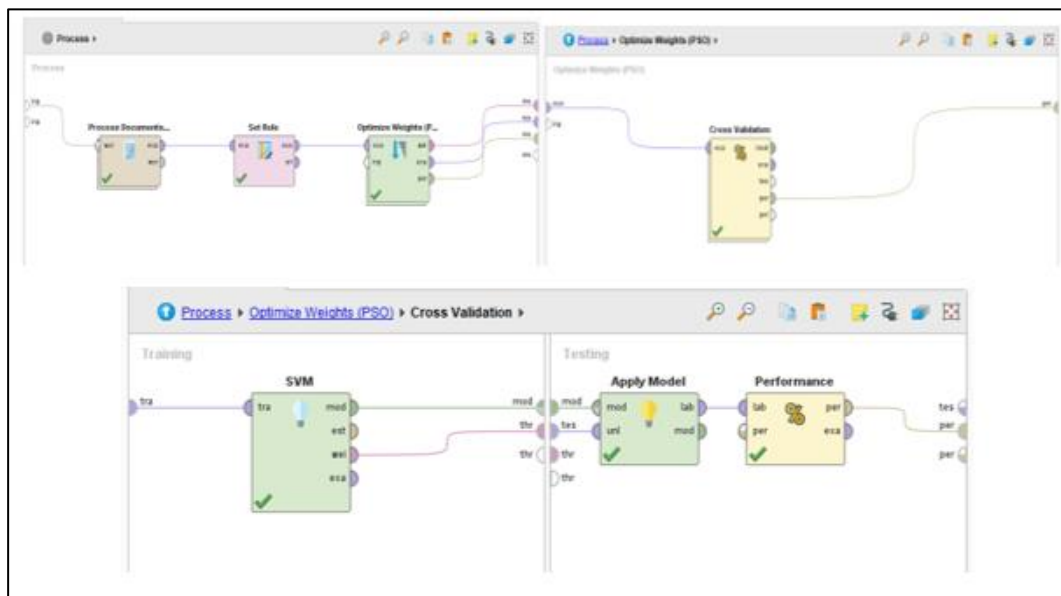 Process ▸
Process
Process Documents...
Set Role
Optimize Weights (P...
Process ▸ Optimize Weights (PSO) ▸
Optimize Weights (PSO)
Cross Validation
Process ▸ Optimize Weights (PSO) ▸ Cross Validation ▸
Training
SVM
tra
tra
mod
est
wei
exa
mod
thr
thr
Testing
Apply Model
Performance
mod
tes
thr
thr
mod
unl
lab
mod
lab
per
per
exa
tes
per
per